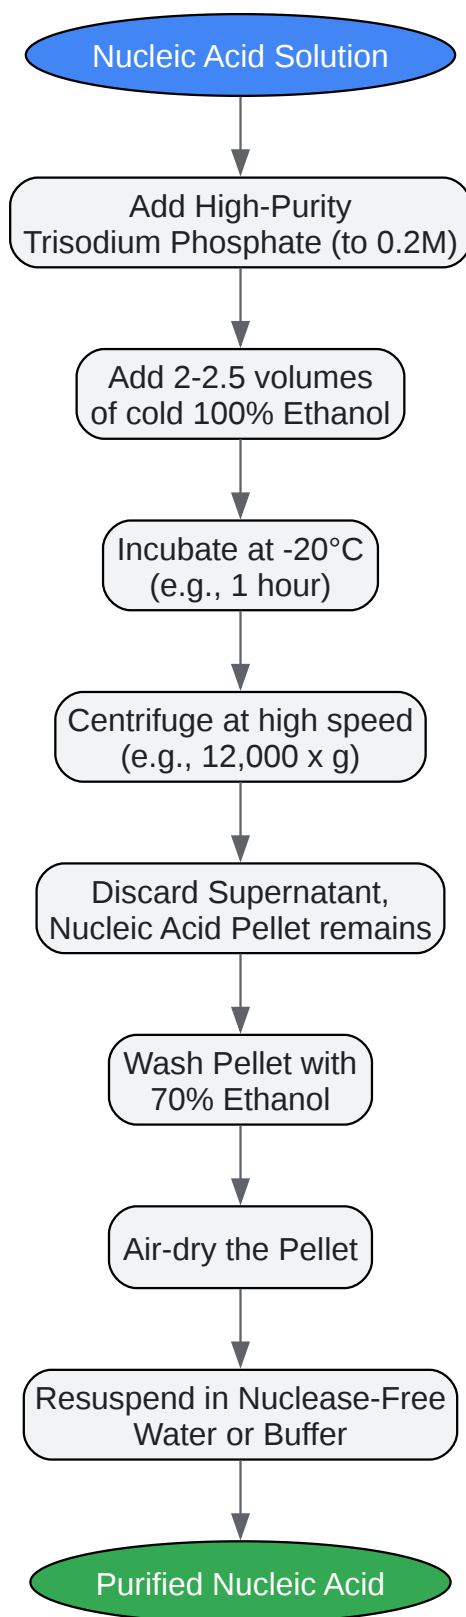 Nucleic Acid Solution
Add High-Purity
Trisodium Phosphate (to 0.2M)
Add 2-2.5 volumes
of cold 100% Ethanol
Incubate at -20°C
(e.g., 1 hour)
Centrifuge at high speed
(e.g., 12,000 x g)
Discard Supernatant,
Nucleic Acid Pellet remains
Wash Pellet with
70% Ethanol
Air-dry the Pellet
Resuspend in Nuclease-Free
Water or Buffer
Purified Nucleic Acid